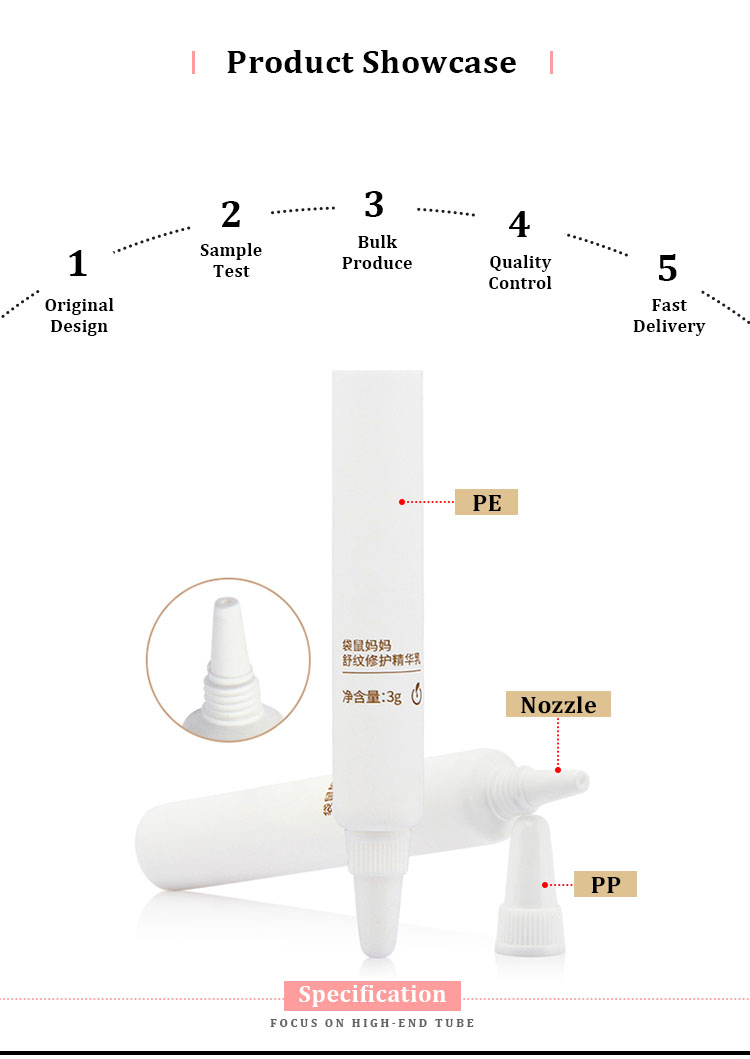 Product Showcase
1
Original
Design
2
Sample
Test
3
Bulk
Produce
4
Quality
Control
5
Fast
Delivery
PE
袋鼠妈妈
舒纹修护精华乳
净含量:3g
Nozzle
PP
Specification
FOCUS ON HIGH-END TUBE